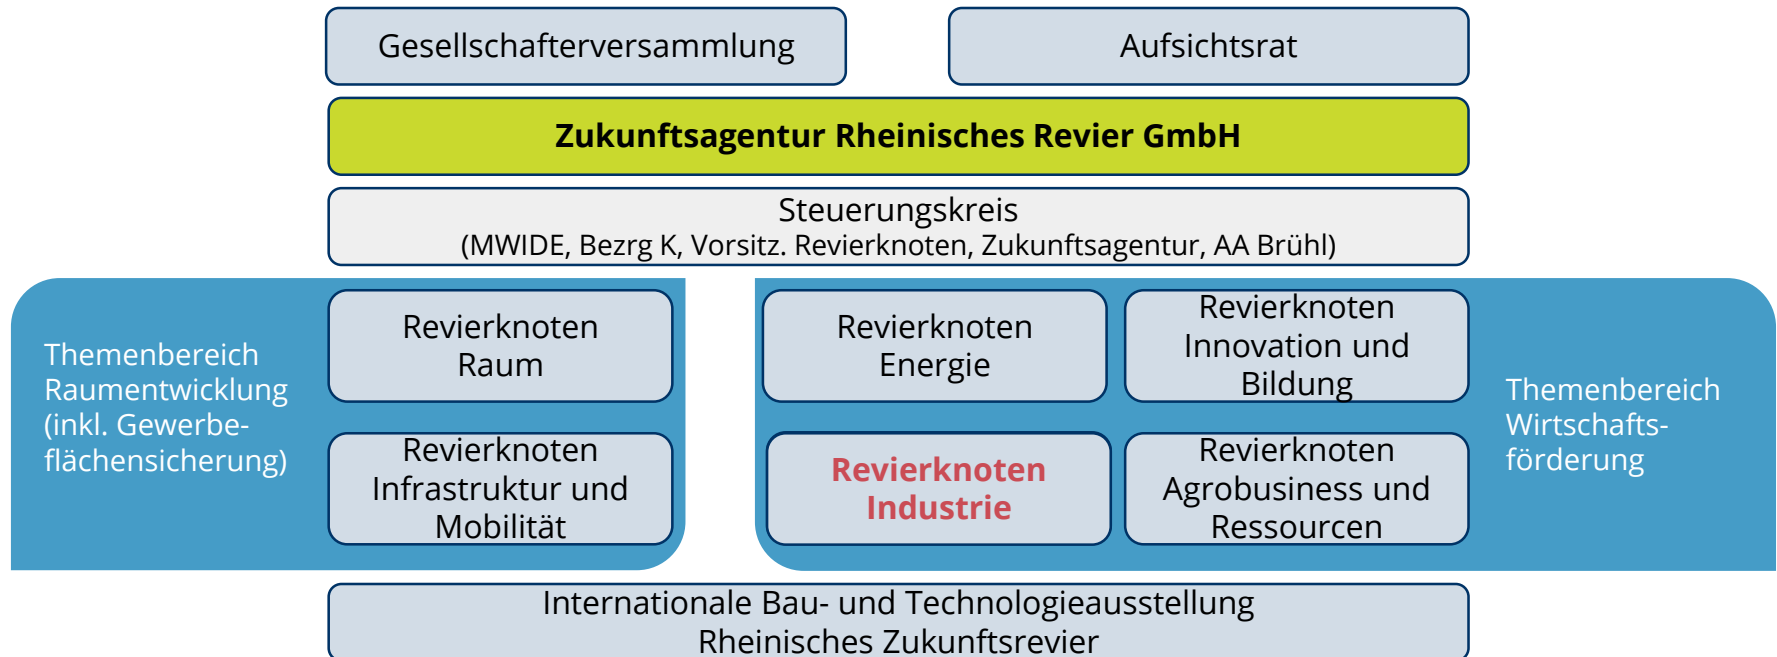 Gesellschafterversammlung
Aufsichtsrat
Zukunftsagentur Rheinisches Revier GmbH
Steuerungskreis
(MWIDE, Bezrg K, Vorsitz. Revierknoten, Zukunftsagentur, AA Brühl)
Themenbereich
Raumentwicklung
(inkl. Gewerbe-
flächensicherung)
Revierknoten
Raum
Revierknoten
Infrastruktur und
Mobilität
Revierknoten
Energie
Revierknoten
Innovation und
Bildung
Revierknoten
Industrie
Revierknoten
Agrobusiness und
Ressourcen
Themenbereich
Wirtschafts-
förderung
Internationale Bau- und Technologieausstellung
Rheinisches Zukunftsrevier